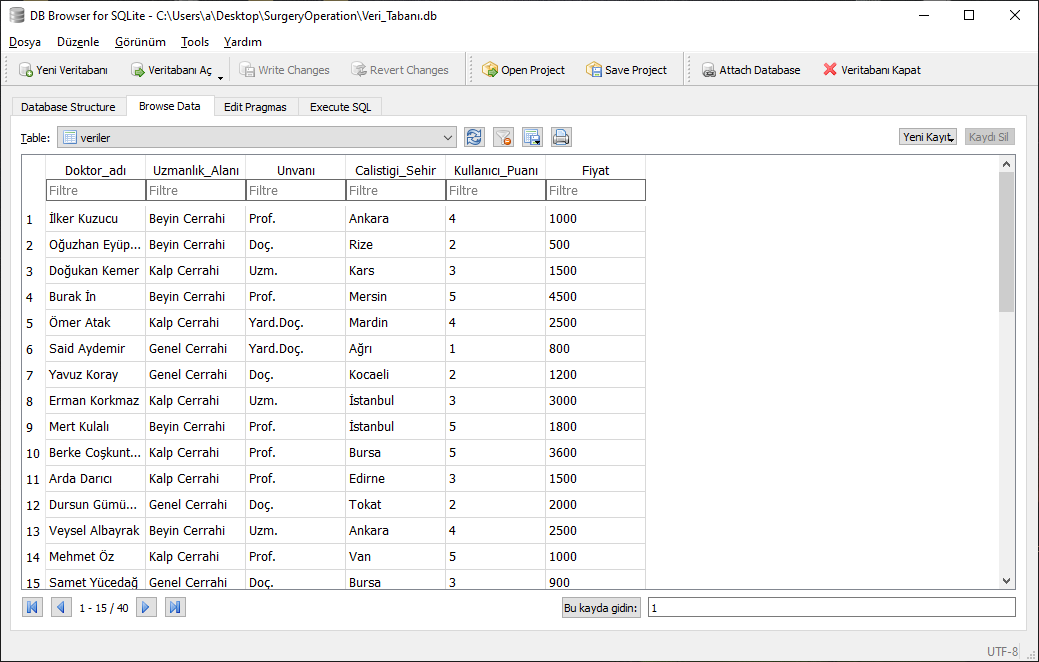 DB Browser for SQLite - C:\Users\a\Desktop\SurgeryOperation\Veri_Tabanı.db
Dosya Düzenle Görünüm Tools Yardım
Yeni Veritabanı Veritabanı Aç Write Changes Revert Changes Open Project Save Project Attach Database Veritabanı Kapat
Database Structure Browse Data Edit Pragmas Execute SQL
Table: veriler Yeni Kayıt Kaydı Sil
Doktor_adı Uzmanlık_Alanı Unvanı Calistigi_Sehir Kullanıcı_Puanı Fiyat
Filtre Filtre Filtre Filtre Filtre Filtre
1 İlker Kuzucu Beyin Cerrahi Prof. Ankara 4 1000
2 Oğuzhan Eyüp... Beyin Cerrahi Doç. Rize 2 500
3 Doğukan Kemer Kalp Cerrahi Uzm. Kars 3 1500
4 Burak İn Beyin Cerrahi Prof. Mersin 5 4500
5 Ömer Atak Kalp Cerrahi Yard.Doç. Mardin 4 2500
6 Said Aydemir Genel Cerrahi Yard.Doç. Ağrı 1 800
7 Yavuz Koray Genel Cerrahi Doç. Kocaeli 2 1200
8 Erman Korkmaz Kalp Cerrahi Uzm. İstanbul 3 3000
9 Mert Kulalı Beyin Cerrahi Prof. İstanbul 5 1800
10 Berke Coşkunt... Kalp Cerrahi Prof. Bursa 5 3600
11 Arda Darıcı Kalp Cerrahi Prof. Edirne 3 1500
12 Dursun Gümü... Genel Cerrahi Doç. Tokat 2 2000
13 Veysel Albayrak Beyin Cerrahi Uzm. Ankara 4 2500
14 Mehmet Öz Kalp Cerrahi Prof. Van 5 1000
15 Samet Yücedağ Genel Cerrahi Doç. Bursa 3 900
1 - 15 / 40 Bu kayda gidin: 1
UTF-8